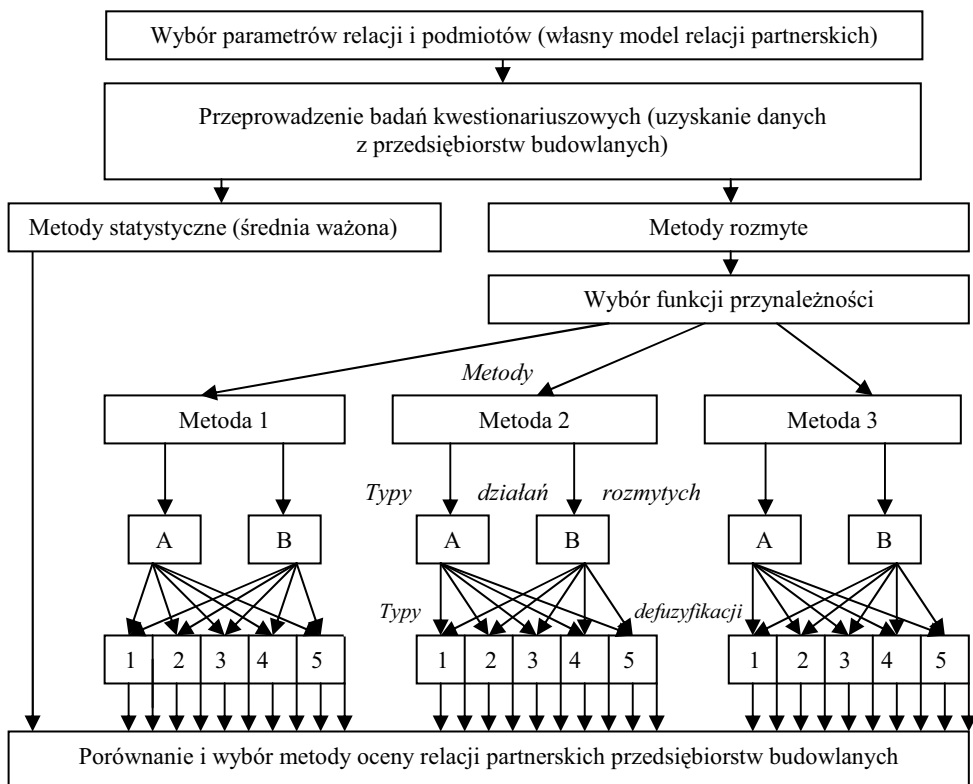 Wybór parametrów relacji i podmiotów (własny model relacji partnerskich)
Przeprowadzenie badań kwestionariuszowych (uzyskanie danych
z przedsiębiorstw budowlanych)
Metody statystyczne (średnia ważona)
Metody rozmyte
Wybór funkcji przynależności
Metody
Metoda 1
Metoda 2
Metoda 3
Typy działań rozmytych
A B A B A B
Typy defuzyfikacji
1 2 3 4 5 1 2 3 4 5 1 2 3 4 5
Porównanie i wybór metody oceny relacji partnerskich przedsiębiorstw budowlanych